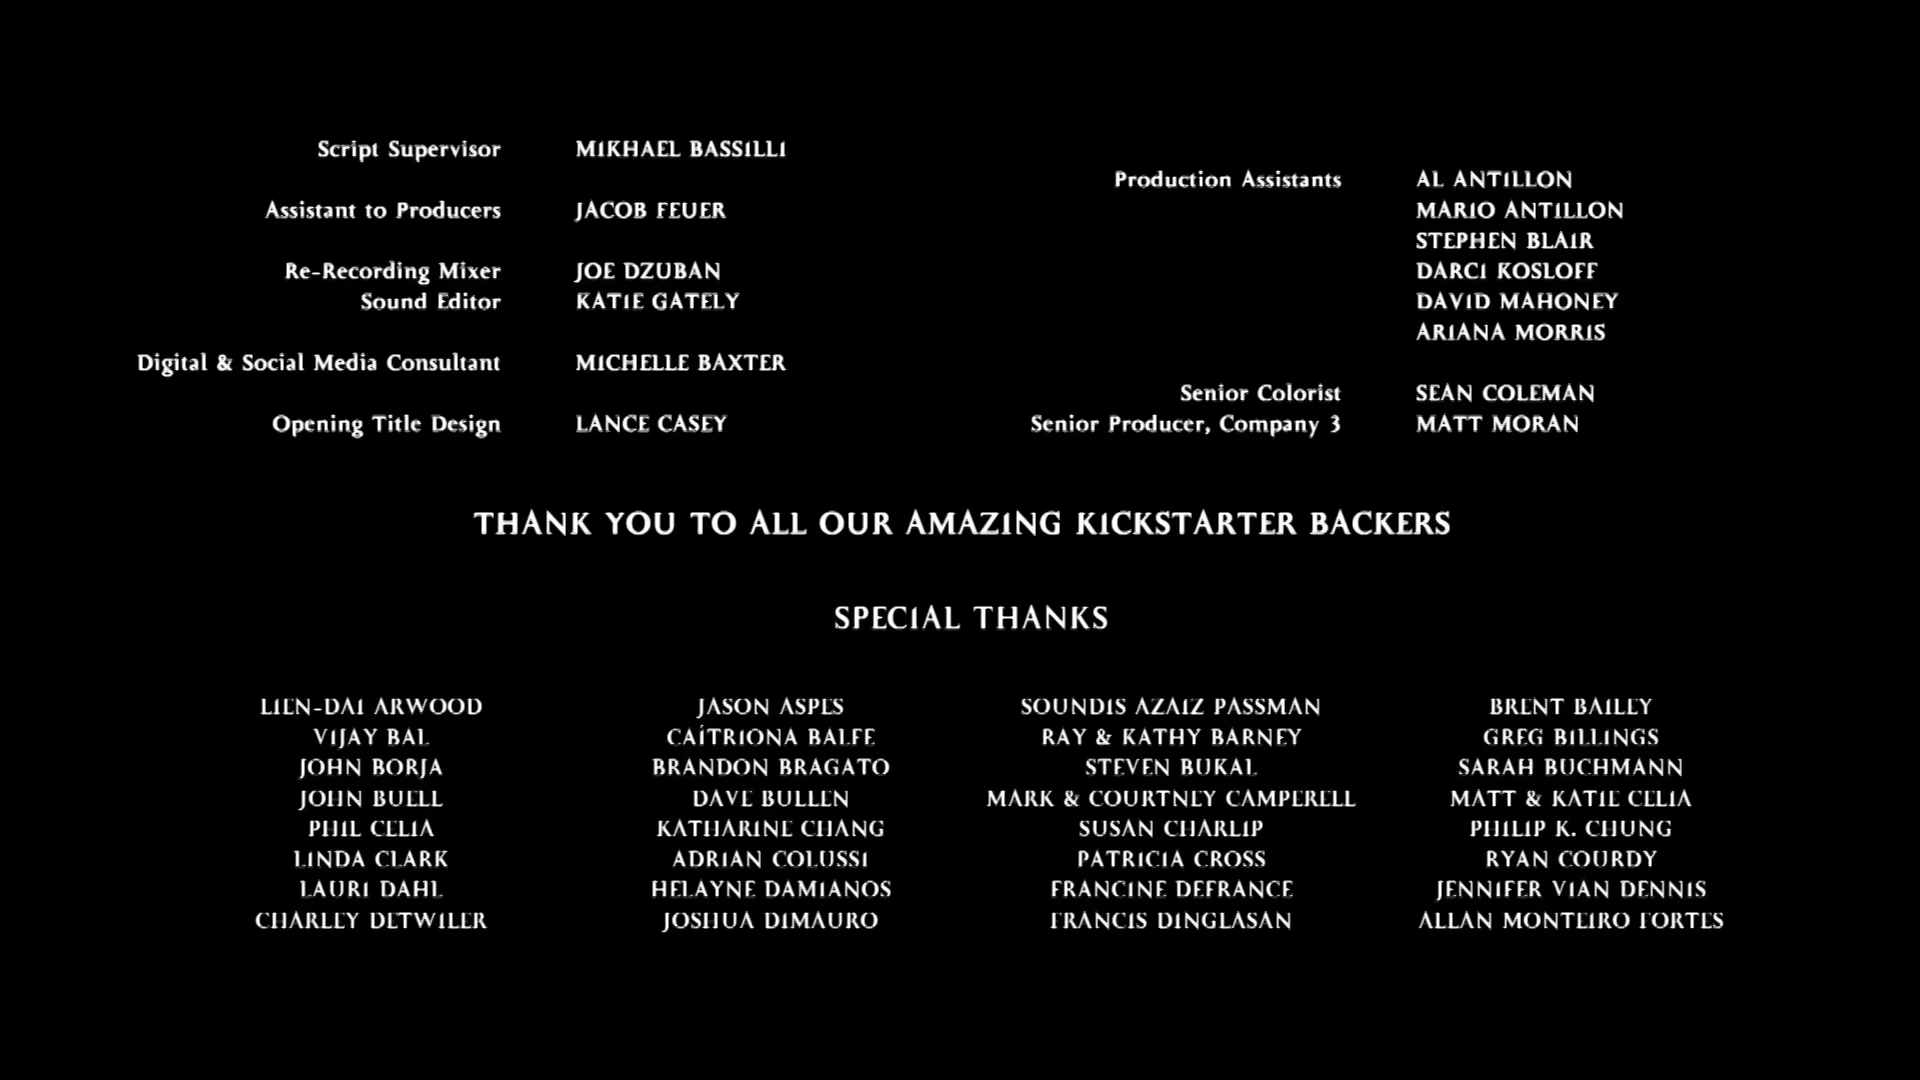 Script Supervisor MIKHAEL BASSILLI
Assistant to Producers JACOB FEUER
Re-Recording Mixer JOE DZUBAN
Sound Editor KATIE GATELY
Digital & Social Media Consultant MICHELLE BAXTER
Opening Title Design LANCE CASEY
Production Assistants AL ANTILLON
MARIO ANTILLON
STEPHEN BLAIR
DARCI KOSLOFF
DAVID MAHONEY
ARIANA MORRIS
Senior Colorist SEAN COLEMAN
Senior Producer, Company 3 MATT MORAN
THANK YOU TO ALL OUR AMAZING KICKSTARTER BACKERS
SPECIAL THANKS
LIEN-DAI ARWOOD JASON ASPES SOUNDIS AZAIZ PASSMAN BRENT BAILEY
VIJAY BAL CAÍTRIONA BALFE RAY & KATHY BARNEY GREG BILLINGS
JOHN BORJA BRANDON BRAGATO STEVEN BUKAL SARAH BUCHMANN
JOHN BUELL DAVE BULLEN MARK & COURTNEY CAMPERELL MATT & KATIE CELIA
PHIL CELIA KATHARINE CHANG SUSAN CHARLIP PHILIP K. CHUNG
LINDA CLARK ADRIAN COLUSSI PATRICIA CROSS RYAN COURDY
LAURI DAHL HELAYNE DAMIANOS FRANCINE DEFRANCE JENNIFER VIAN DENNIS
CHARLEY DETWILER JOSHUA DIMAURO FRANCIS DINGLASAN ALLAN MONTEIRO FORTES